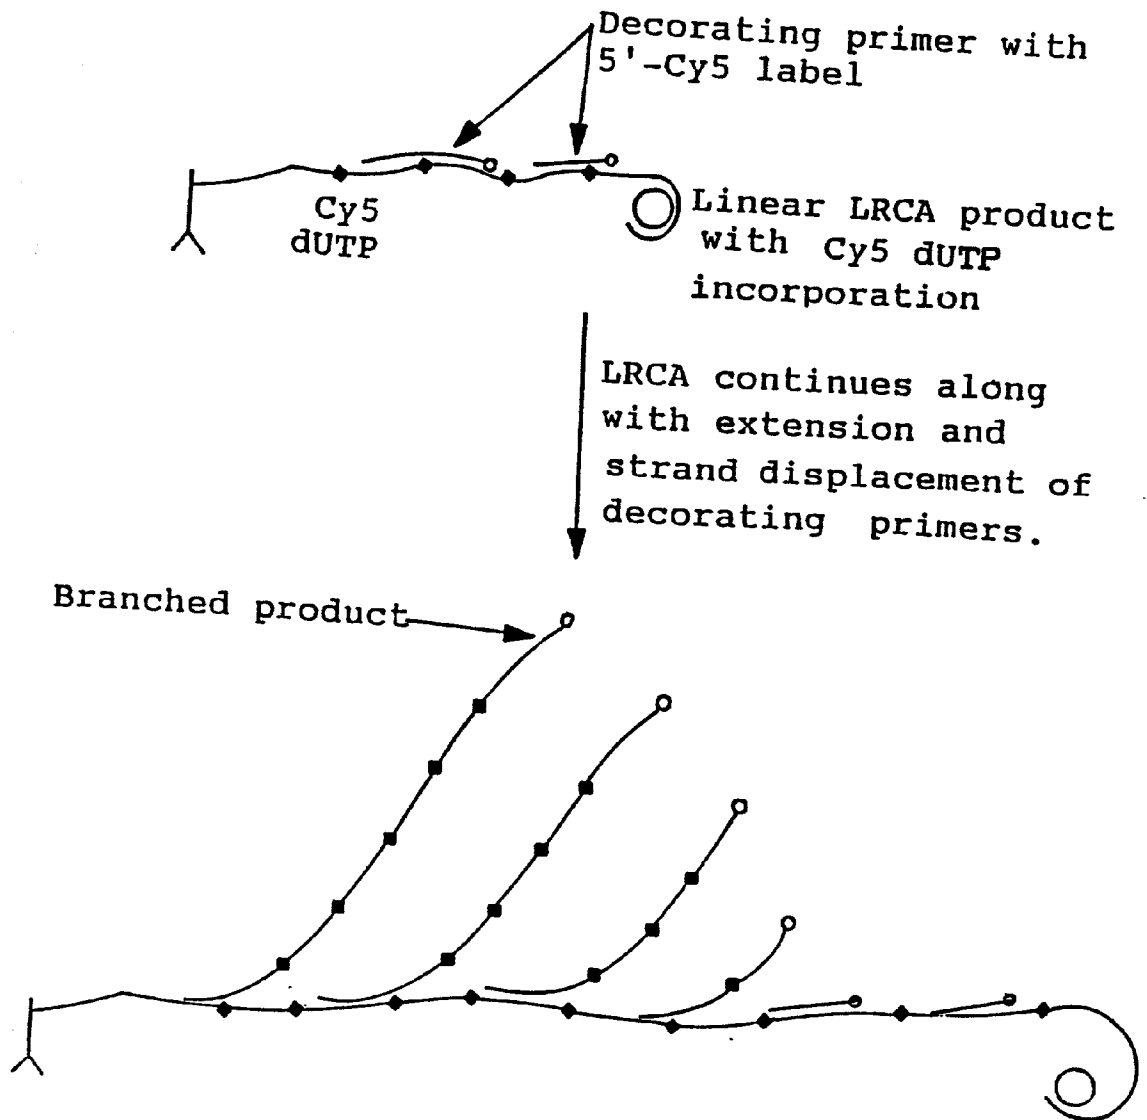 Decorating primer with
5'-Cy5 label
Cy5
dUTP
Linear LRCA product
with Cy5 dUTP
incorporation
LRCA continues along
with extension and
strand displacement of
decorating primers.
Branched product